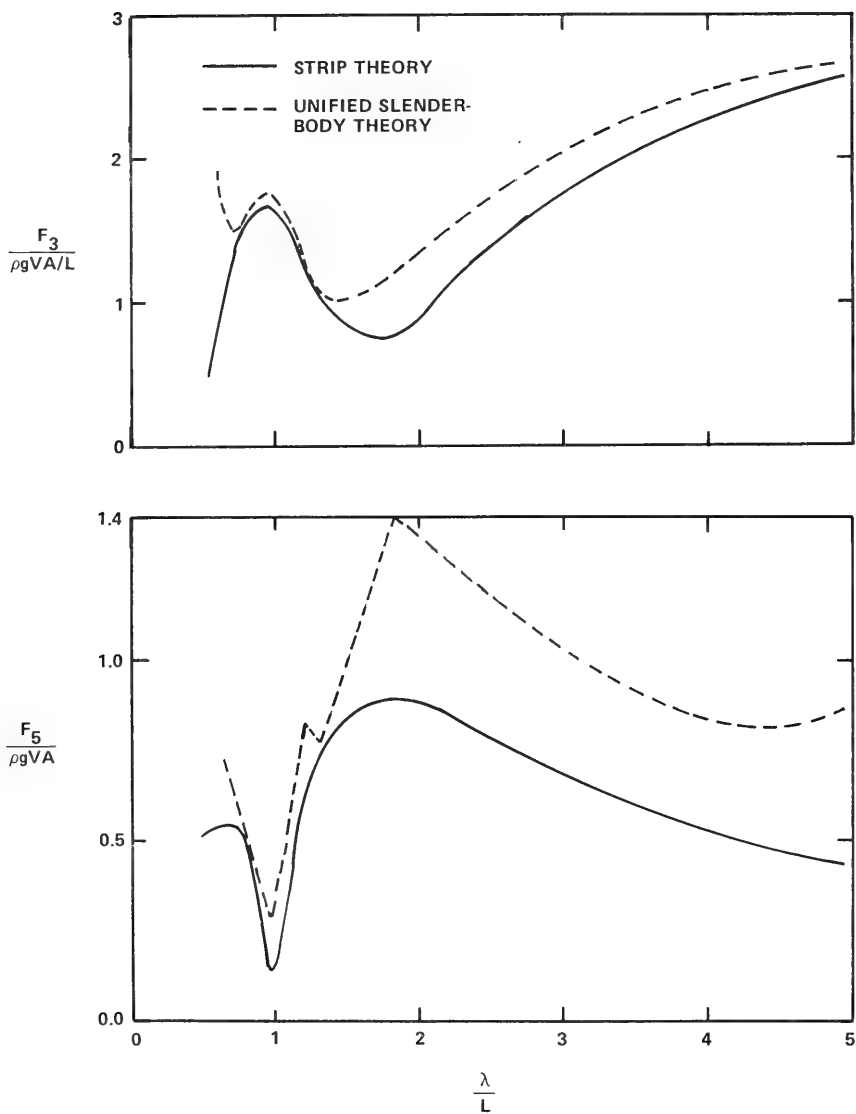 3
STRIP THEORY
UNIFIED SLENDER-
BODY THEORY
2
F3
ρgVA/L
1
0
1.4
1.0
F5
ρgVA
0.5
0.0
0 1 2 3 4 5
λ
L